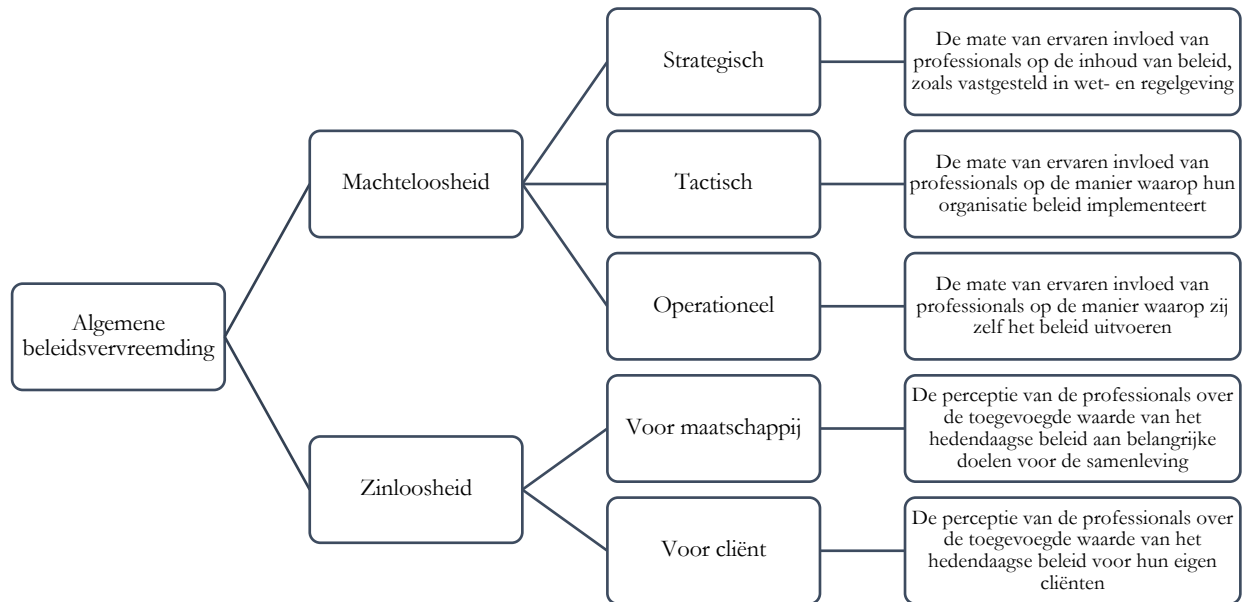 Algemene
beleidsvervreemding
Machteloosheid
Zinloosheid
Strategisch
Tactisch
Operationeel
Voor maatschappij
Voor cliënt
De mate van ervaren invloed van
professionals op de inhoud van beleid,
zoals vastgesteld in wet- en regelgeving
De mate van ervaren invloed van
professionals op de manier waarop hun
organisatie beleid implementeert
De mate van ervaren invloed van
professionals op de manier waarop zij
zelf het beleid uitvoeren
De perceptie van de professionals over
de toegevoegde waarde van het
hedendaagse beleid aan belangrijke
doelen voor de samenleving
De perceptie van de professionals over
de toegevoegde waarde van het
hedendaagse beleid voor hun eigen
cliënten